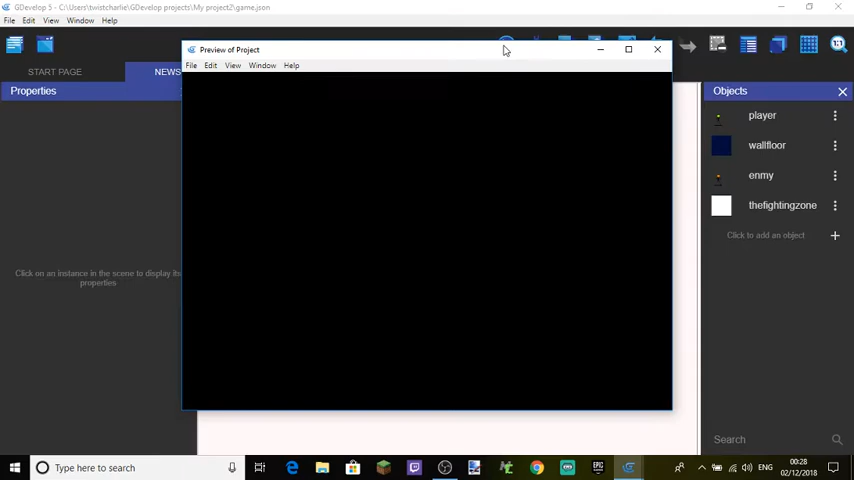 GDevelop 5 - C:\Users\twistcharlie\GDevelop projects\My project2\game.json
File Edit View Window Help
START PAGE
NEWS
Preview of Project
File Edit View Window Help
Properties
Click on an instance in the scene to display its
properties
Objects
player
wallfloor
enmy
thefightingzone
Click to add an object
Search
1:1
Type here to search
EPIC
ENG
00:28
02/12/2018